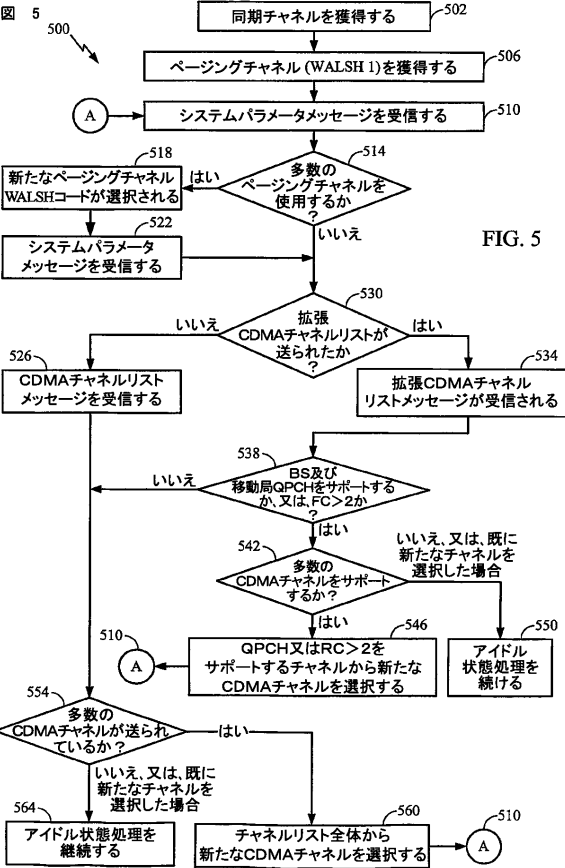 図 5
500
同期チャネルを獲得する
502
ページングチャネル (WALSH 1) を獲得する
506
A
システムパラメータメッセージを受信する
510
518
新たなページングチャネル
WALSHコードが選択される
はい
多数の
ページングチャネルを
使用するか
?
514
いいえ
522
システムパラメータ
メッセージを受信する
FIG. 5
530
拡張
CDMAチャネルリストが
送られたか
?
いいえ
はい
526
CDMAチャネルリスト
メッセージを受信する
534
拡張CDMAチャネル
リストメッセージが受信される
538
BS及び
移動局QPCHをサポートする
か、又は、FC>2か
?
いいえ
はい
542
多数の
CDMAチャネルをサポート
するか?
いいえ、又は、既に
新たなチャネルを
選択した場合
はい
510
A
546
QPCH又はRC>2を
サポートするチャネルから新たな
CDMAチャネルを選択する
550
アイドル
状態処理を
続ける
554
多数の
CDMAチャネルが送られ
ているか?
はい
いいえ、又は、既に
新たなチャネルを
選択した場合
564
アイドル状態処理を
継続する
560
チャネルリスト全体から
新たなCDMAチャネルを選択する
510
A